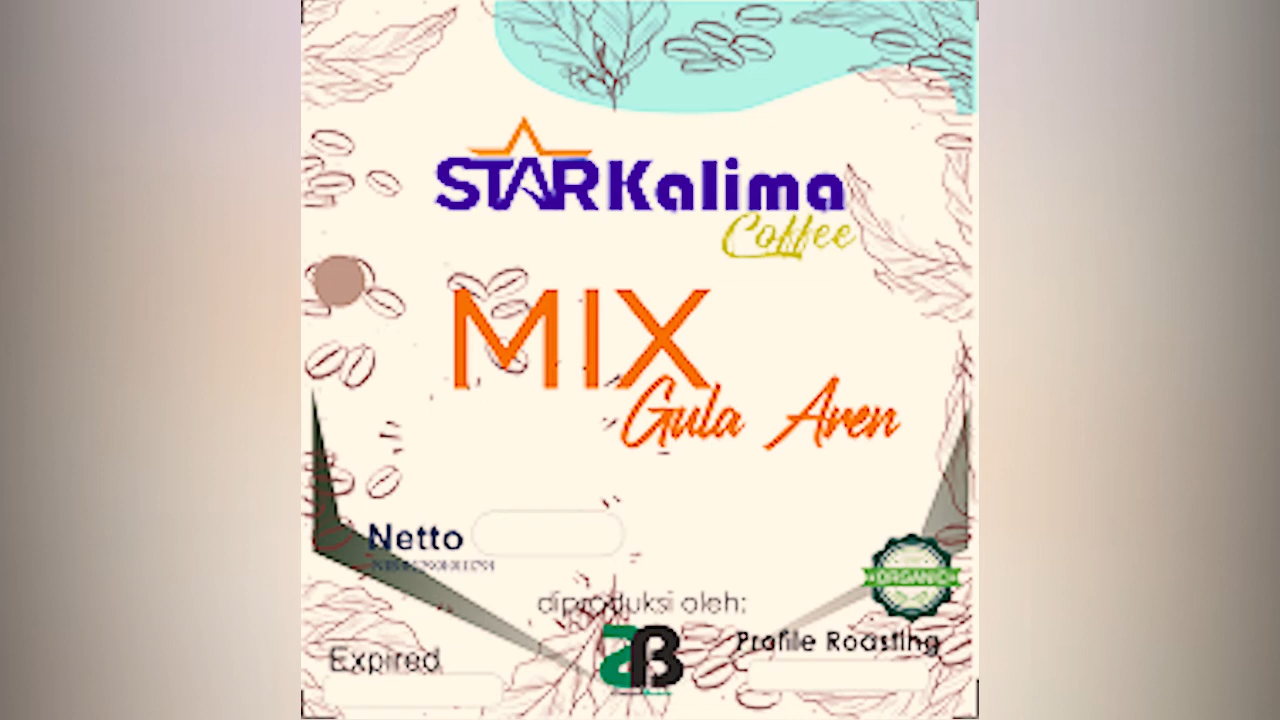 STARKalima
Coffee
MIX
Gula Aren
Netto
ORGANIC
diproduksi oleh:
Profile Roasting
Expired